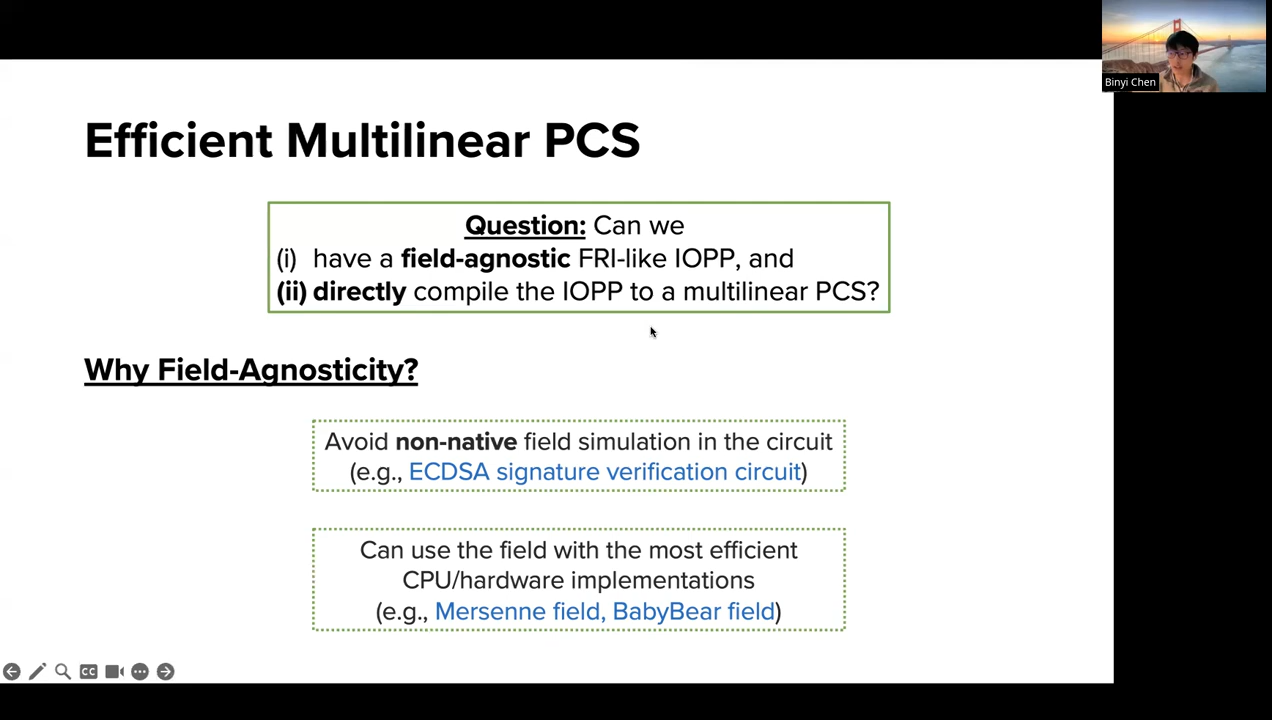 Binyi Chen
Efficient Multilinear PCS
Question: Can we
(i) have a field-agnostic FRI-like IOPP, and
(ii) directly compile the IOPP to a multilinear PCS?
Why Field-Agnosticity?
Avoid non-native field simulation in the circuit
(e.g., ECDSA signature verification circuit)
Can use the field with the most efficient
CPU/hardware implementations
(e.g., Mersenne field, BabyBear field)
CC